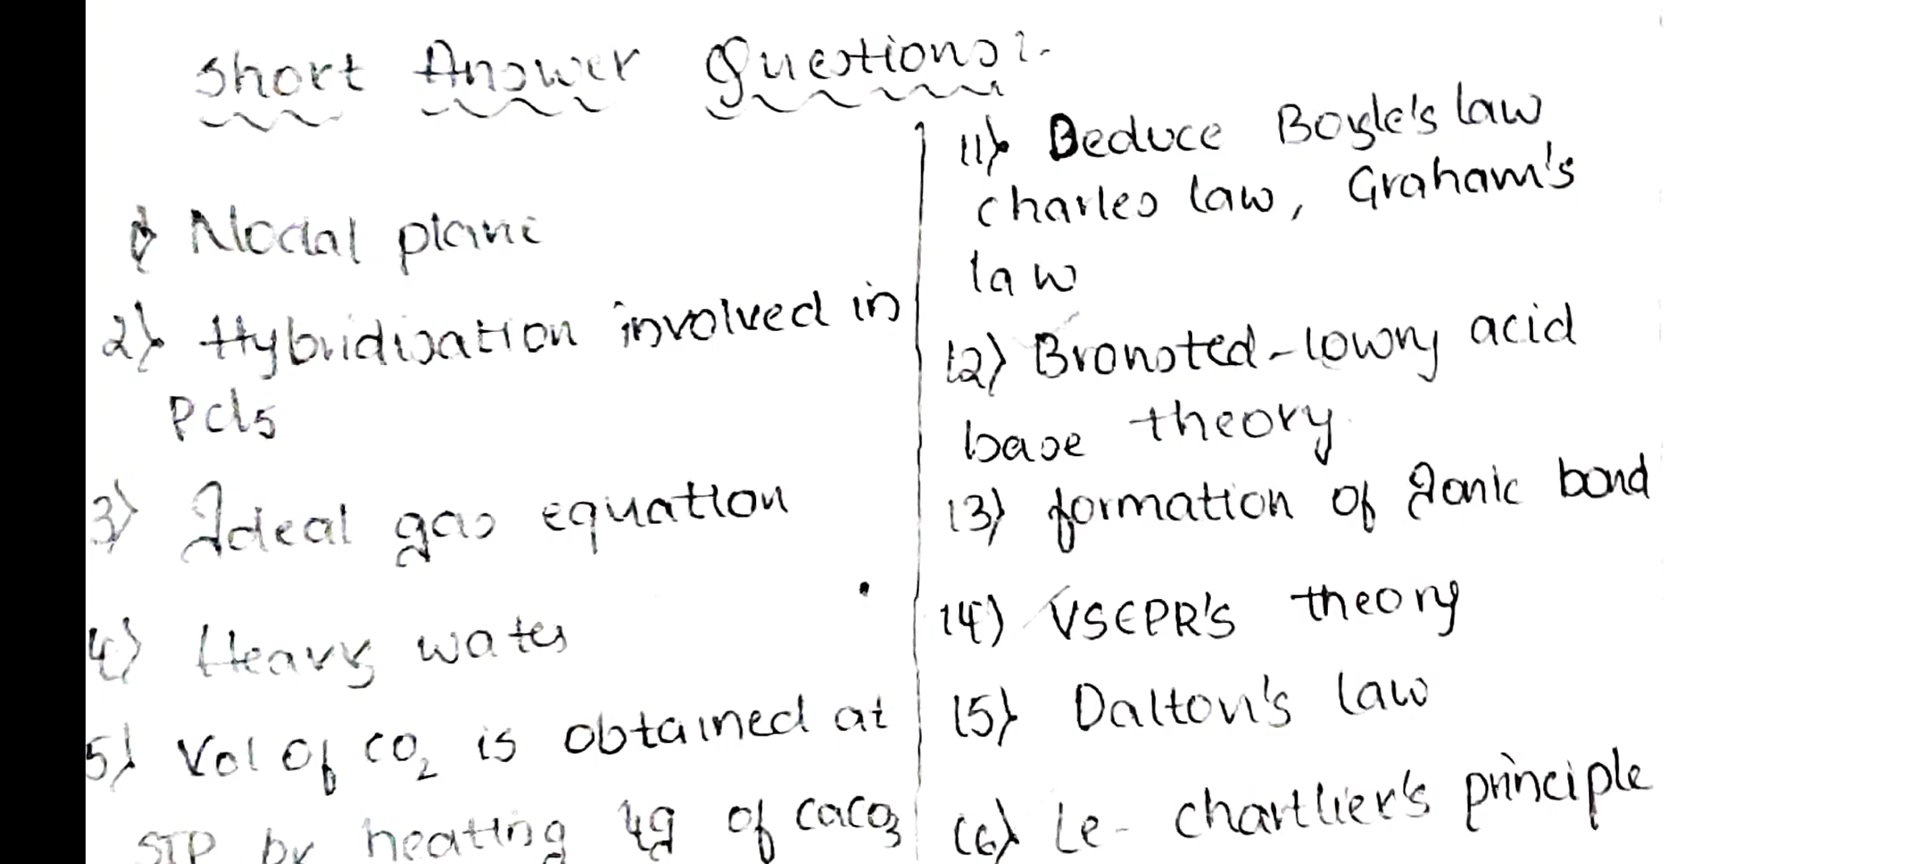 Short Answer Questions:-
1) Nodal plane
2) Hybridisation involved in
PCl5
3) Ideal gas equation
4) Heavy water
5) Vol of CO2 is obtained at
STP by heating 4g of CaCO3
11) Deduce Boyle's law
charles law, Graham's
law
12) Bronsted-lowry acid
base theory
13) formation of Ionic bond
14) VSEPR's theory
15) Dalton's law
16) Le-chartlier's principle